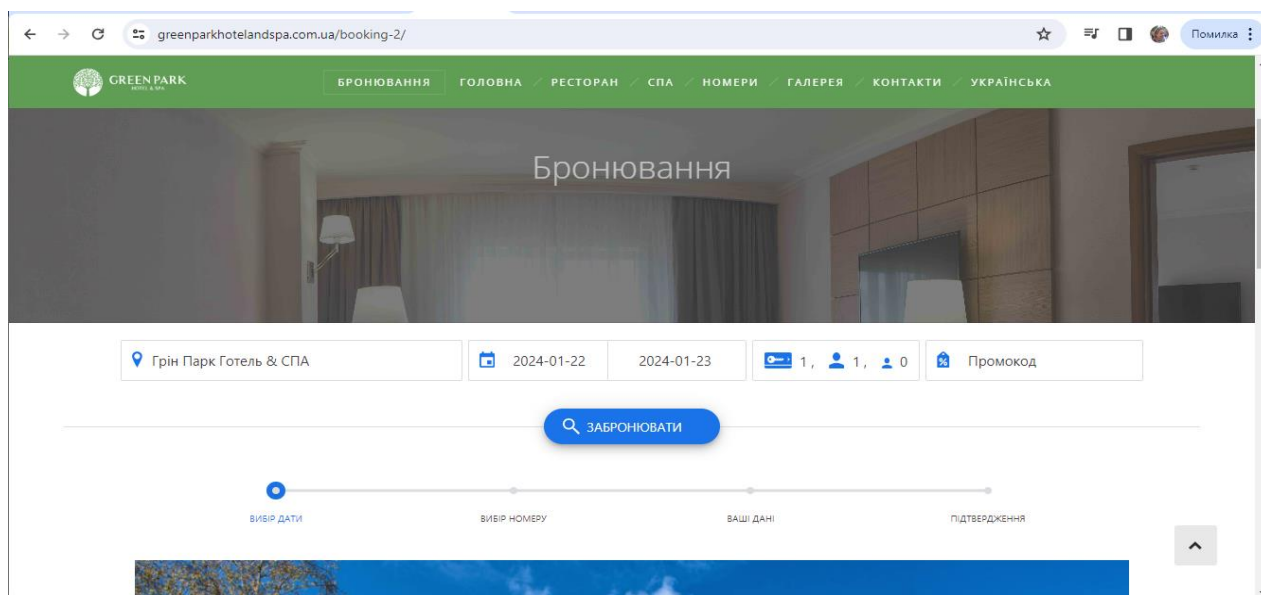 greenparkhotelandspa.com.ua/booking-2/
Помилка
GREEN PARK
HOTEL & SPA
БРОНЮВАННЯ ГОЛОВНА / РЕСТОРАН / СПА / НОМЕРИ / ГАЛЕРЕЯ / КОНТАКТИ / УКРАЇНСЬКА
Бронювання
Грін Парк Готель & СПА 2024-01-22 2024-01-23 1, 1, 0 Промокод
ЗАБРОНЮВАТИ
ВИБІР ДАТИ ВИБІР НОМЕРУ ВАШІ ДАНІ ПІДТВЕРДЖЕННЯ